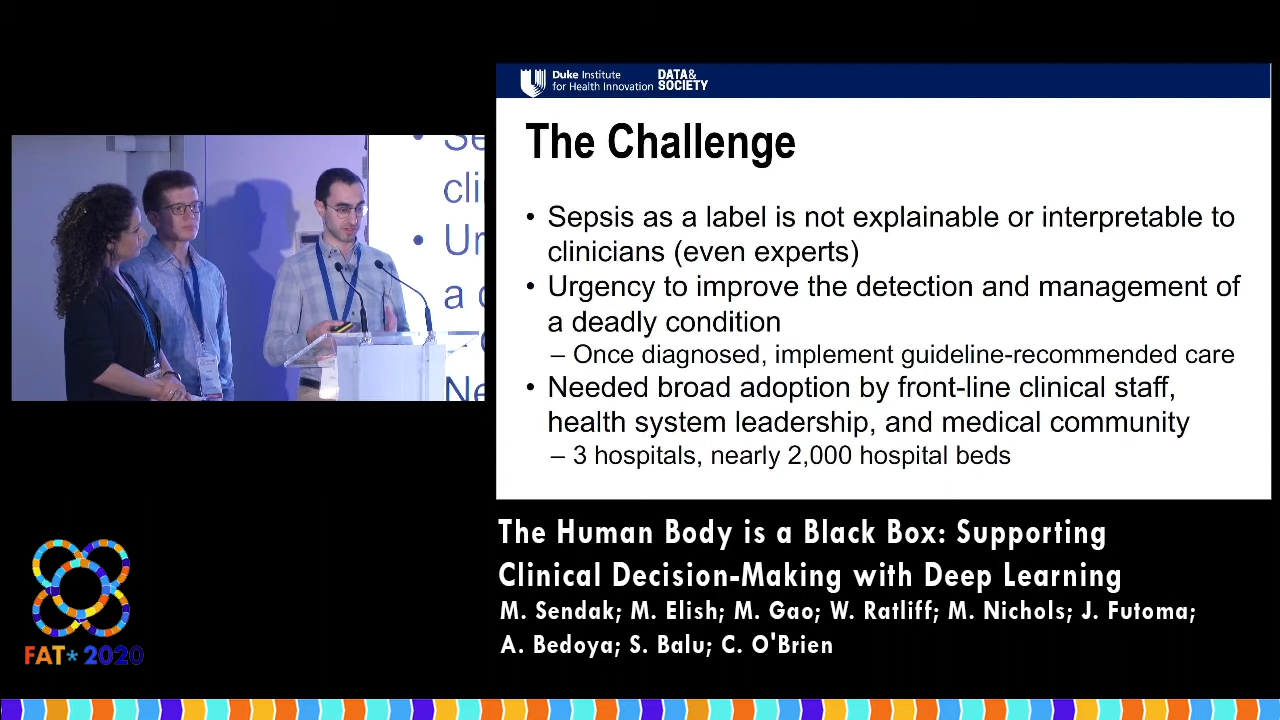 Duke Institute
for Health Innovation
DATA&
SOCIETY
The Challenge
• Sepsis as a label is not explainable or interpretable to
clinicians (even experts)
• Urgency to improve the detection and management of
a deadly condition
– Once diagnosed, implement guideline-recommended care
• Needed broad adoption by front-line clinical staff,
health system leadership, and medical community
– 3 hospitals, nearly 2,000 hospital beds
• Se
cli
• Ur
a d
Ne
The Human Body is a Black Box: Supporting
Clinical Decision-Making with Deep Learning
M. Sendak; M. Elish; M. Gao; W. Ratliff; M. Nichols; J. Futoma;
A. Bedoya; S. Balu; C. O'Brien
FAT* 2020